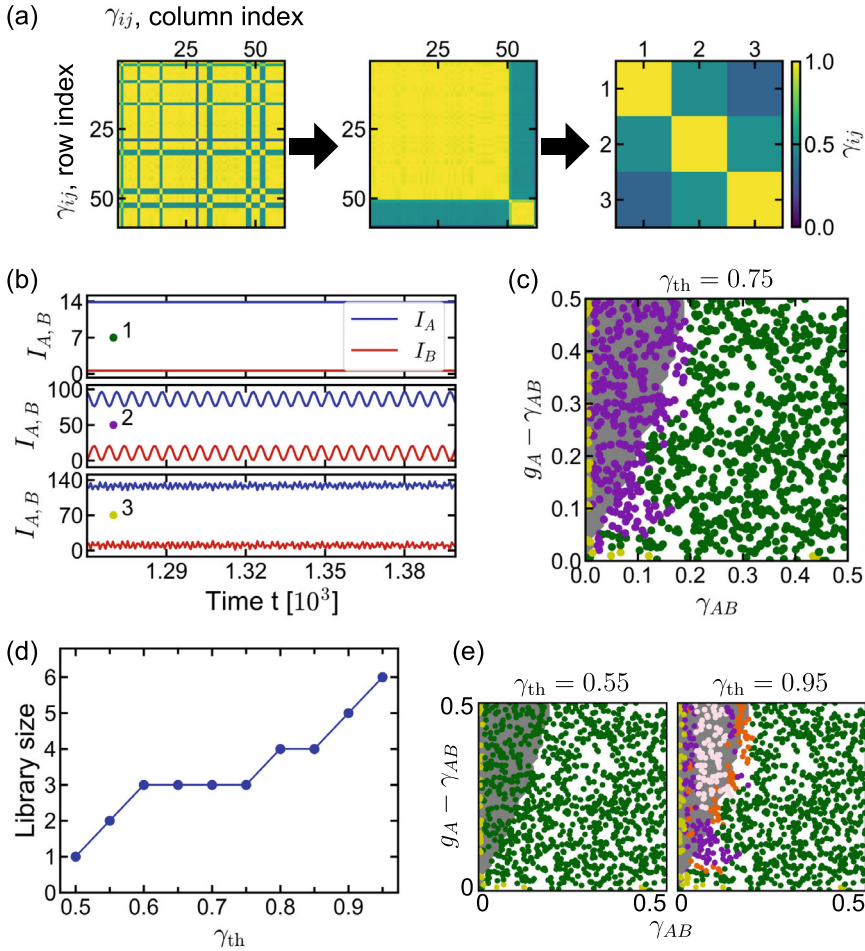 (a)
γij, column index
25 50
25 50
1 2 3
γij, row index
25
50
25
50
1
2
3
1.0
0.5
0.0
γij
(b)
14
7
0
IA,B
1
IA
IB
100
50
0
IA,B
2
140
70
0
IA,B
3
1.29 1.32 1.35 1.38
Time t [10³]
(c)
γth = 0.75
0.5
0.4
0.3
0.2
0.1
0.0
gA − γAB
0.0 0.1 0.2 0.3 0.4 0.5
γAB
(d)
6
5
4
3
2
1
0
Library size
0.5 0.6 0.7 0.8 0.9
γth
(e)
γth = 0.55 γth = 0.95
0.5
0
gA − γAB
0 0.5 0 0.5
γAB